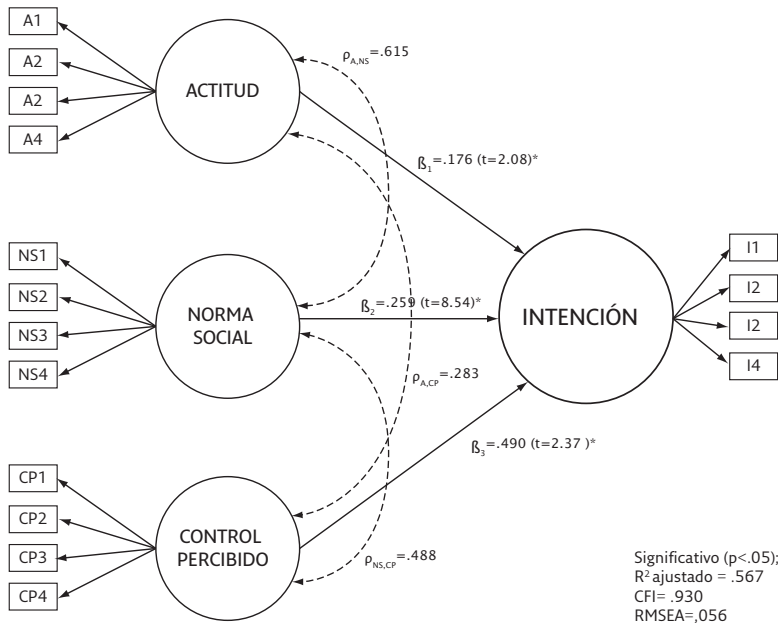 A1
A2
A2
A4
ACTITUD
ρA,NS=.615
ß1=.176 (t=2.08)*
NS1
NS2
NS3
NS4
NORMA
SOCIAL
ß2=.259 (t=8.54)*
INTENCIÓN
I1
I2
I2
I4
ρA,CP=.283
ß3=.490 (t=2.37 )*
CP1
CP2
CP3
CP4
CONTROL
PERCIBIDO
ρNS,CP=.488
Significativo (p<.05);
R² ajustado = .567
CFI= .930
RMSEA=,056